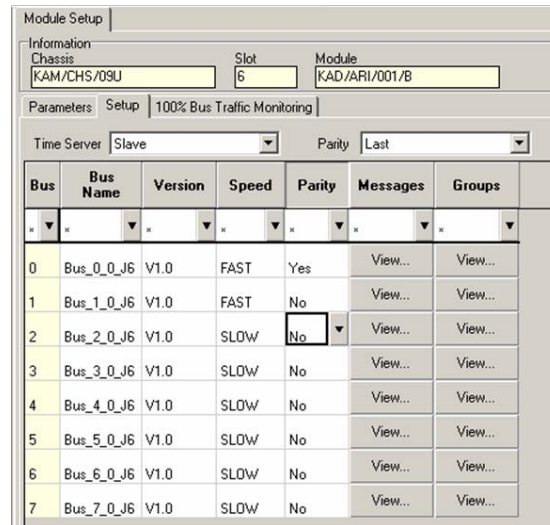 Module Setup
Information
Chassis Slot Module
KAM/CHS/09U 6 KAD/ARI/001/B
Parameters Setup 100% Bus Traffic Monitoring
Time Server Slave Parity Last
Bus Bus Name Version Speed Parity Messages Groups
× × × × × × ×
0 Bus_0_0_J6 V1.0 FAST Yes View... View...
1 Bus_1_0_J6 V1.0 FAST No View... View...
2 Bus_2_0_J6 V1.0 SLOW No View... View...
3 Bus_3_0_J6 V1.0 SLOW No View... View...
4 Bus_4_0_J6 V1.0 SLOW No View... View...
5 Bus_5_0_J6 V1.0 SLOW No View... View...
6 Bus_6_0_J6 V1.0 SLOW No View... View...
7 Bus_7_0_J6 V1.0 SLOW No View... View...